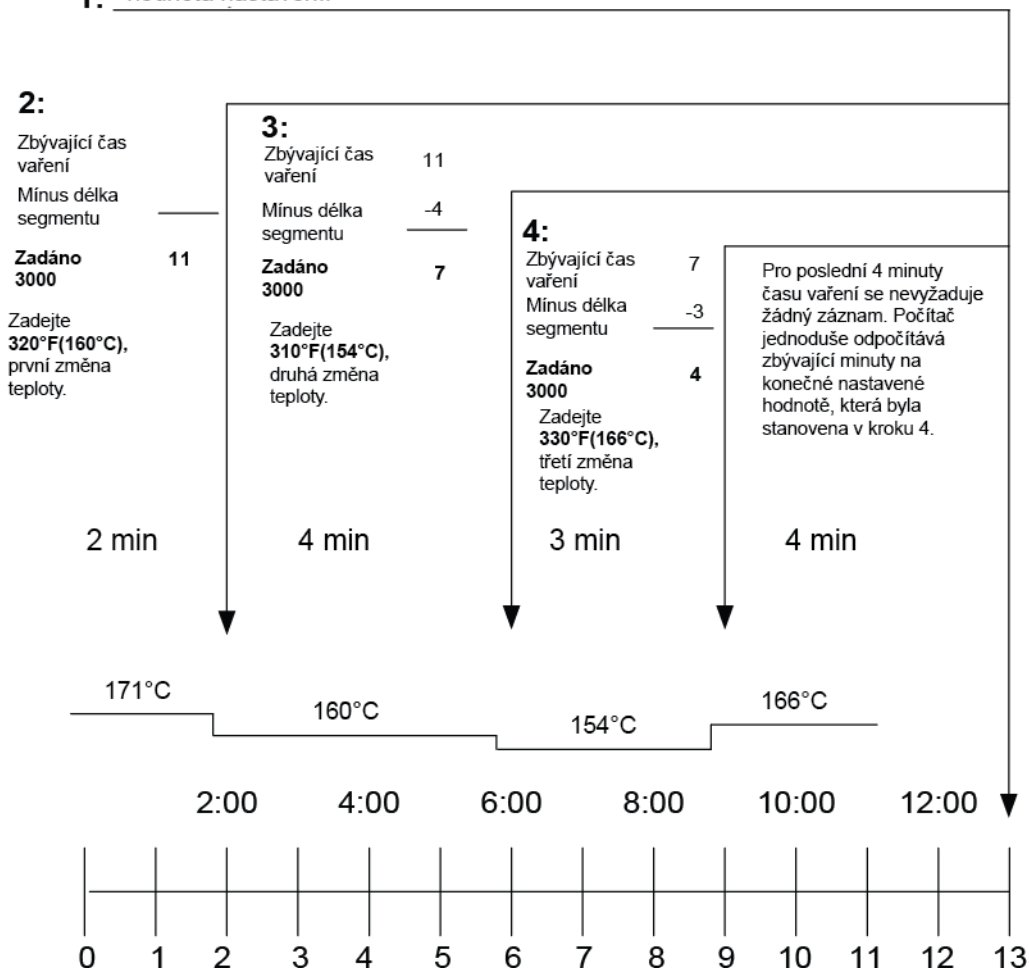 1:
2:
Zbývající čas
vaření
Mínus délka
segmentu
Zadáno 11
3000
Zadejte
320°F(160°C),
první změna
teploty.
3:
Zbývající čas 11
vaření
Mínus délka -4
segmentu
Zadáno 7
3000
Zadejte
310°F(154°C),
druhá změna
teploty.
4:
Zbývající čas 7
vaření
Mínus délka -3
segmentu
Zadáno 4
3000
Zadejte
330°F(166°C),
třetí změna
teploty.
Pro poslední 4 minuty
času vaření se nevyžaduje
žádný záznam. Počítač
jednoduše odpočítává
zbývající minuty na
konečné nastavené
hodnotě, která byla
stanovena v kroku 4.
2 min 4 min 3 min 4 min
171°C 160°C 154°C 166°C
2:00 4:00 6:00 8:00 10:00 12:00
0 1 2 3 4 5 6 7 8 9 10 11 12 13